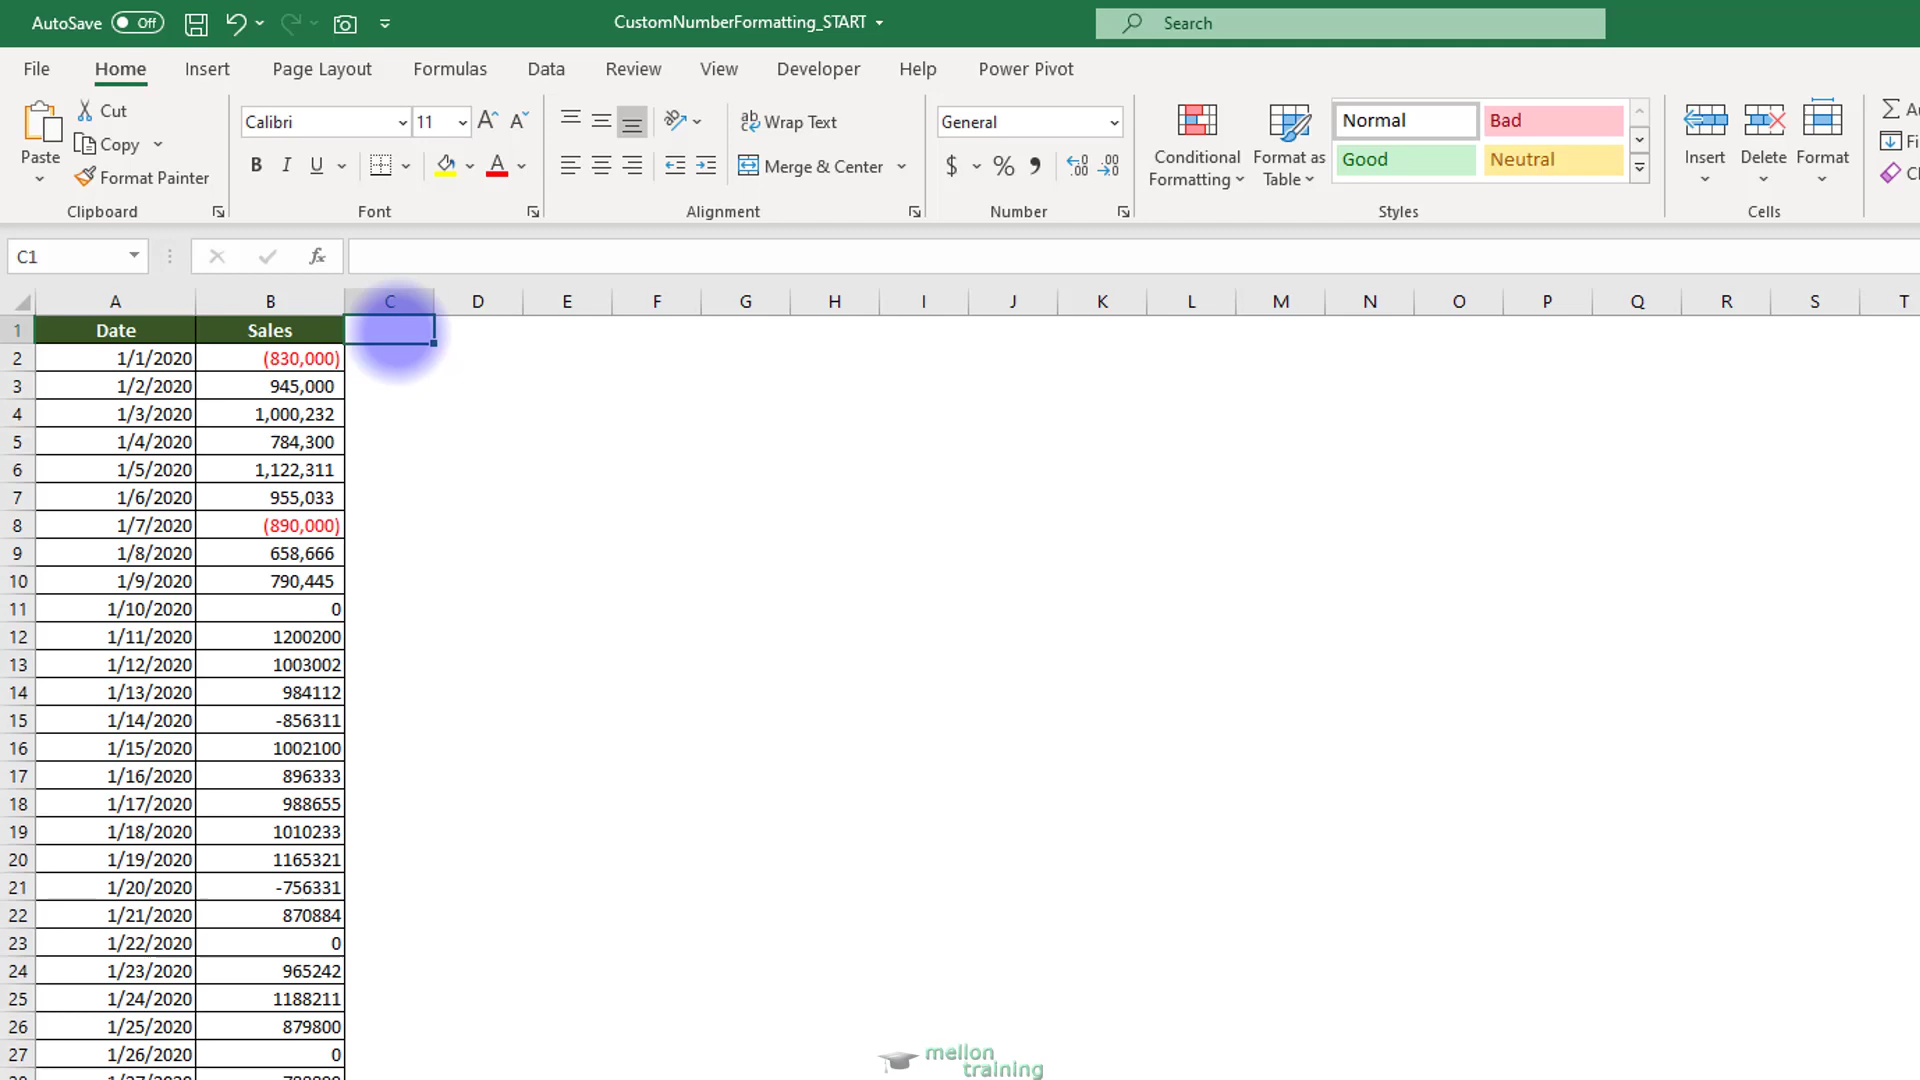 AutoSave Off CustomNumberFormatting_START Search
File Home Insert Page Layout Formulas Data Review View Developer Help Power Pivot
Paste
Cut
Copy
Format Painter
Clipboard
Calibri 11
B I U A
Font
Wrap Text
Merge & Center
Alignment
General
$ % 9
Number
Conditional Formatting
Format as Table
Normal Bad
Good Neutral
Styles
Insert Delete Format
Cells
C1 fx
A B C D E F G H I J K L M N O P Q R S T
1 Date Sales
2 1/1/2020 (830,000)
3 1/2/2020 945,000
4 1/3/2020 1,000,232
5 1/4/2020 784,300
6 1/5/2020 1,122,311
7 1/6/2020 955,033
8 1/7/2020 (890,000)
9 1/8/2020 658,666
10 1/9/2020 790,445
11 1/10/2020 0
12 1/11/2020 1200200
13 1/12/2020 1003002
14 1/13/2020 984112
15 1/14/2020 -856311
16 1/15/2020 1002100
17 1/16/2020 896333
18 1/17/2020 988655
19 1/18/2020 1010233
20 1/19/2020 1165321
21 1/20/2020 -756331
22 1/21/2020 870884
23 1/22/2020 0
24 1/23/2020 965242
25 1/24/2020 1188211
26 1/25/2020 879800
27 1/26/2020 0
mellon
training